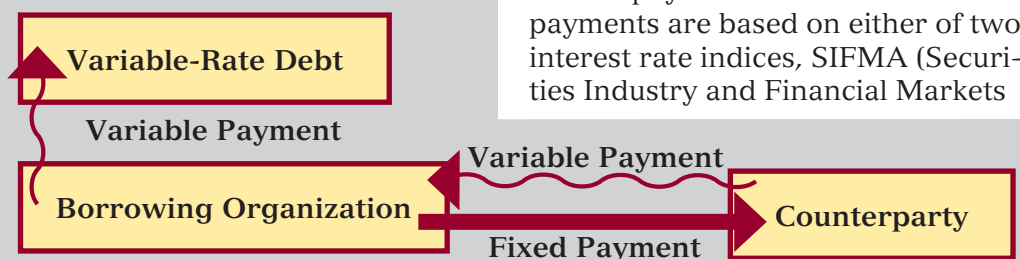 payments are based on either of two
interest rate indices, SIFMA (Securi-
ties Industry and Financial Markets
Variable-Rate Debt
Variable Payment
Variable Payment
Borrowing Organization
Counterparty
Fixed Payment